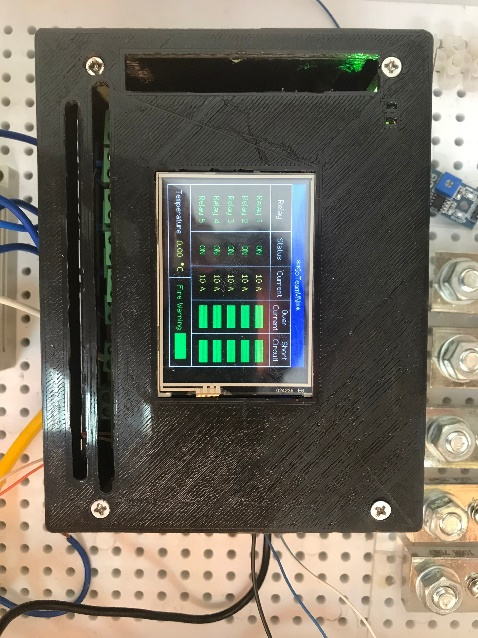 Relay Status Current Over Current Short Circuit
Relay 1 ON 10 A
Relay 2 ON 10 A
Relay 3 ON 10 A
Relay 4 ON 10 A
Relay 5 ON 10 A
Temperature 0.00 °C Fire Warning